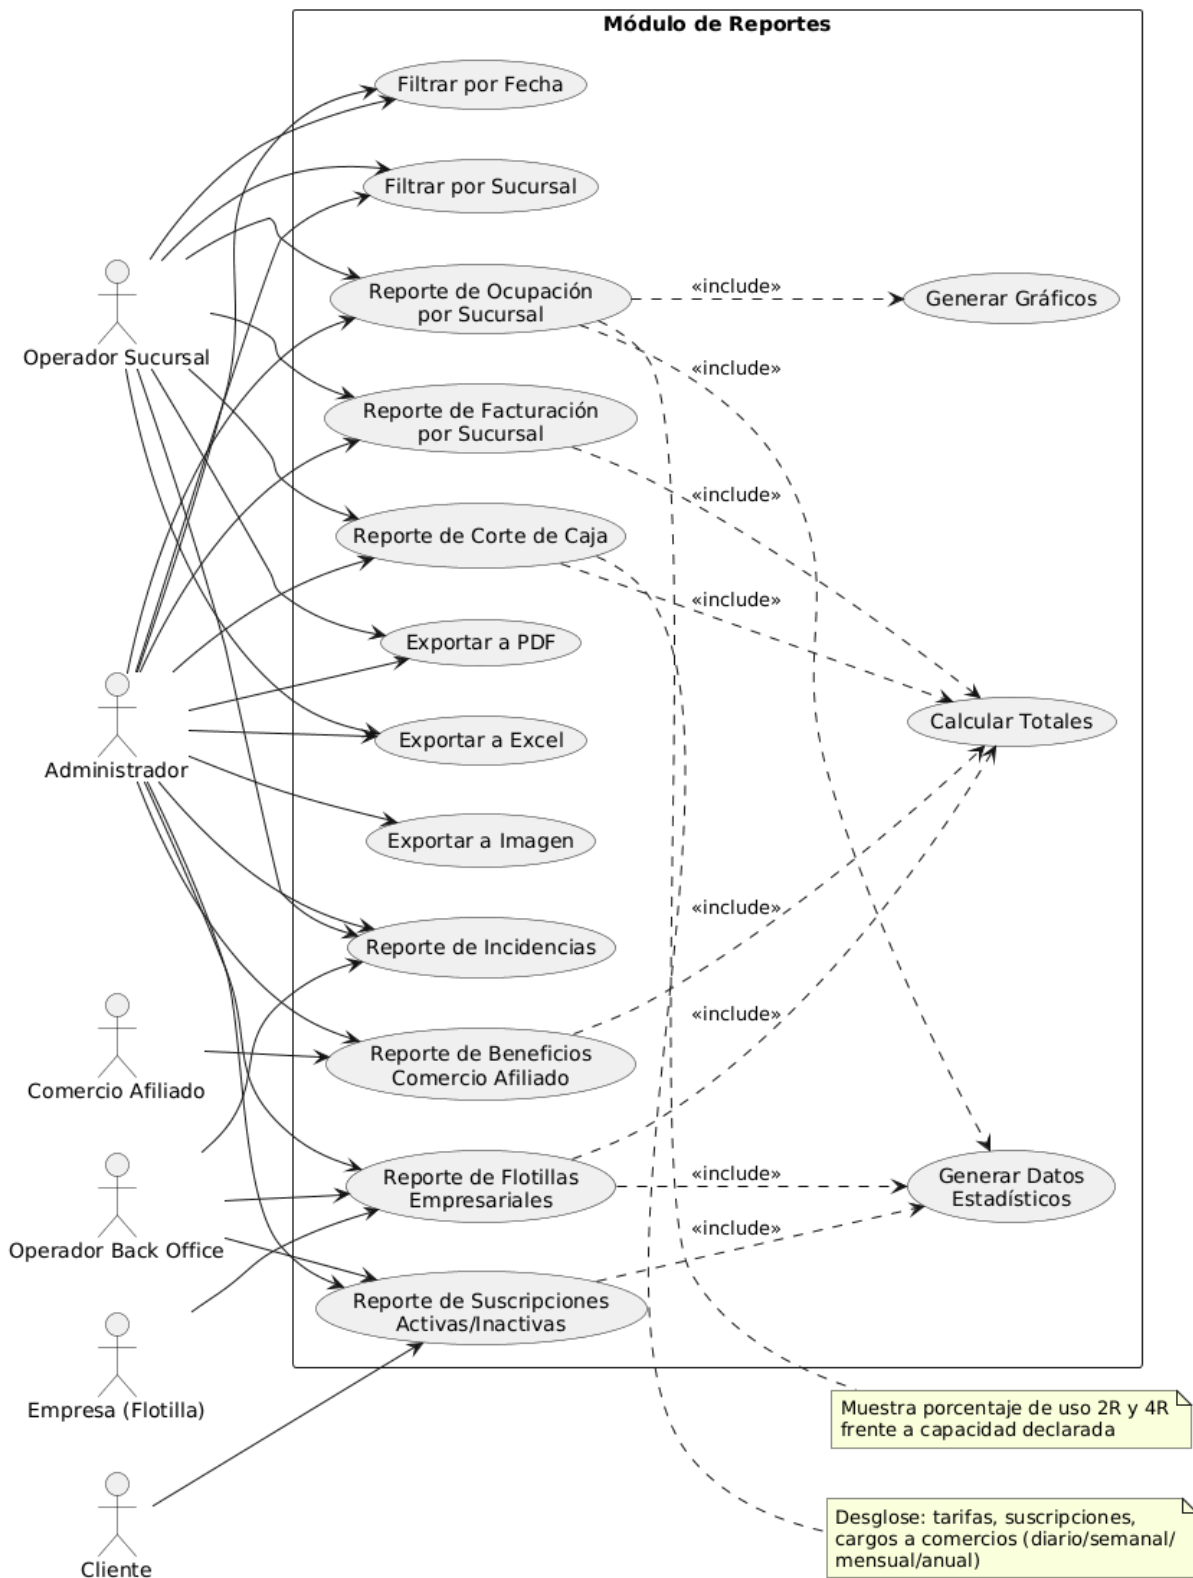 Módulo de Reportes
Filtrar por Fecha
Filtrar por Sucursal
Operador Sucursal
Reporte de Ocupación
por Sucursal
«include»
Generar Gráficos
«include»
Reporte de Facturación
por Sucursal
«include»
Reporte de Corte de Caja
«include»
Exportar a PDF
Calcular Totales
Exportar a Excel
Administrador
Exportar a Imagen
«include»
Reporte de Incidencias
«include»
Reporte de Beneficios
Comercio Afiliado
Comercio Afiliado
«include»
Reporte de Flotillas
Empresariales
Generar Datos
Estadísticos
«include»
Operador Back Office
Reporte de Suscripciones
Activas/Inactivas
Empresa (Flotilla)
Muestra porcentaje de uso 2R y 4R
frente a capacidad declarada
Desglose: tarifas, suscripciones,
cargos a comercios (diario/semanal/
mensual/anual)
Cliente